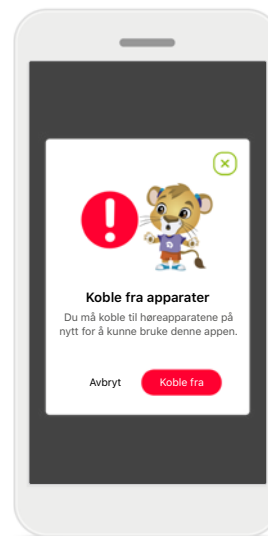 Koble fra apparater
Du må koble til høreapparatene på
nytt for å kunne bruke denne appen.
Avbryt
Koble fra